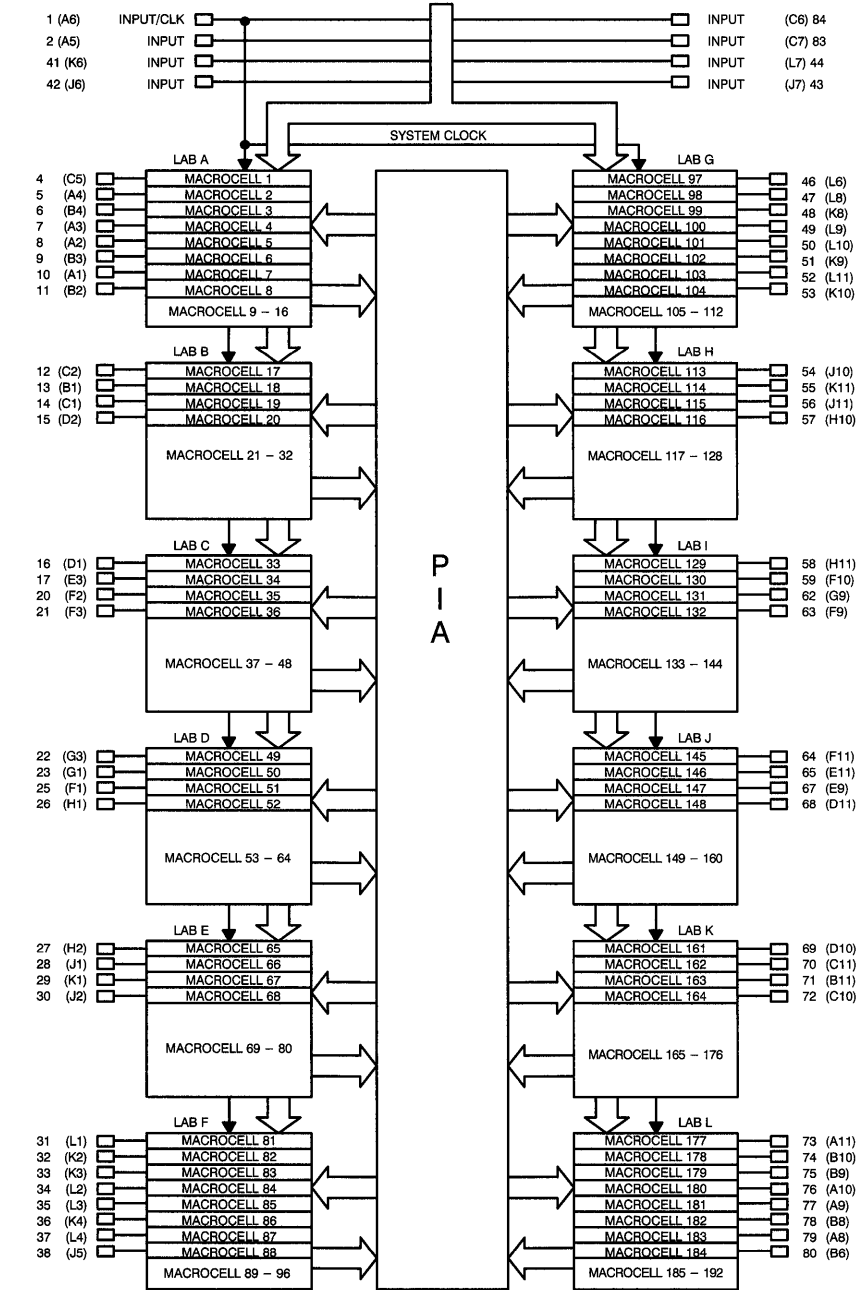 1 (A6) INPUT/CLK INPUT (C6) 84
2 (A5) INPUT INPUT (C7) 83
41 (K6) INPUT INPUT (L7) 44
42 (J6) INPUT INPUT (J7) 43
SYSTEM CLOCK
LAB A
4 (C5) MACROCELL 1
5 (A4) MACROCELL 2
6 (B4) MACROCELL 3
7 (A3) MACROCELL 4
8 (A2) MACROCELL 5
9 (B3) MACROCELL 6
10 (A1) MACROCELL 7
11 (B2) MACROCELL 8
MACROCELL 9 – 16
LAB B
12 (C2) MACROCELL 17
13 (B1) MACROCELL 18
14 (C1) MACROCELL 19
15 (D2) MACROCELL 20
MACROCELL 21 – 32
LAB C
16 (D1) MACROCELL 33
17 (E3) MACROCELL 34
20 (F2) MACROCELL 35
21 (F3) MACROCELL 36
MACROCELL 37 – 48
LAB D
22 (G3) MACROCELL 49
23 (G1) MACROCELL 50
25 (F1) MACROCELL 51
26 (H1) MACROCELL 52
MACROCELL 53 – 64
LAB E
27 (H2) MACROCELL 65
28 (J1) MACROCELL 66
29 (K1) MACROCELL 67
30 (J2) MACROCELL 68
MACROCELL 69 – 80
LAB F
31 (L1) MACROCELL 81
32 (K2) MACROCELL 82
33 (K3) MACROCELL 83
34 (L2) MACROCELL 84
35 (L3) MACROCELL 85
36 (K4) MACROCELL 86
37 (L4) MACROCELL 87
38 (J5) MACROCELL 88
MACROCELL 89 – 96
P
I
A
LAB G
MACROCELL 97 46 (L6)
MACROCELL 98 47 (L8)
MACROCELL 99 48 (K8)
MACROCELL 100 49 (L9)
MACROCELL 101 50 (L10)
MACROCELL 102 51 (K9)
MACROCELL 103 52 (L11)
MACROCELL 104 53 (K10)
MACROCELL 105 – 112
LAB H
MACROCELL 113 54 (J10)
MACROCELL 114 55 (K11)
MACROCELL 115 56 (J11)
MACROCELL 116 57 (H10)
MACROCELL 117 – 128
LAB I
MACROCELL 129 58 (H11)
MACROCELL 130 59 (F10)
MACROCELL 131 62 (G9)
MACROCELL 132 63 (F9)
MACROCELL 133 – 144
LAB J
MACROCELL 145 64 (F11)
MACROCELL 146 65 (E11)
MACROCELL 147 67 (E9)
MACROCELL 148 68 (D11)
MACROCELL 149 – 160
LAB K
MACROCELL 161 69 (D10)
MACROCELL 162 70 (C11)
MACROCELL 163 71 (B11)
MACROCELL 164 72 (C10)
MACROCELL 165 – 176
LAB L
MACROCELL 177 73 (A11)
MACROCELL 178 74 (B10)
MACROCELL 179 75 (B9)
MACROCELL 180 76 (A10)
MACROCELL 181 77 (A9)
MACROCELL 182 78 (B8)
MACROCELL 183 79 (A8)
MACROCELL 184 80 (B6)
MACROCELL 185 – 192